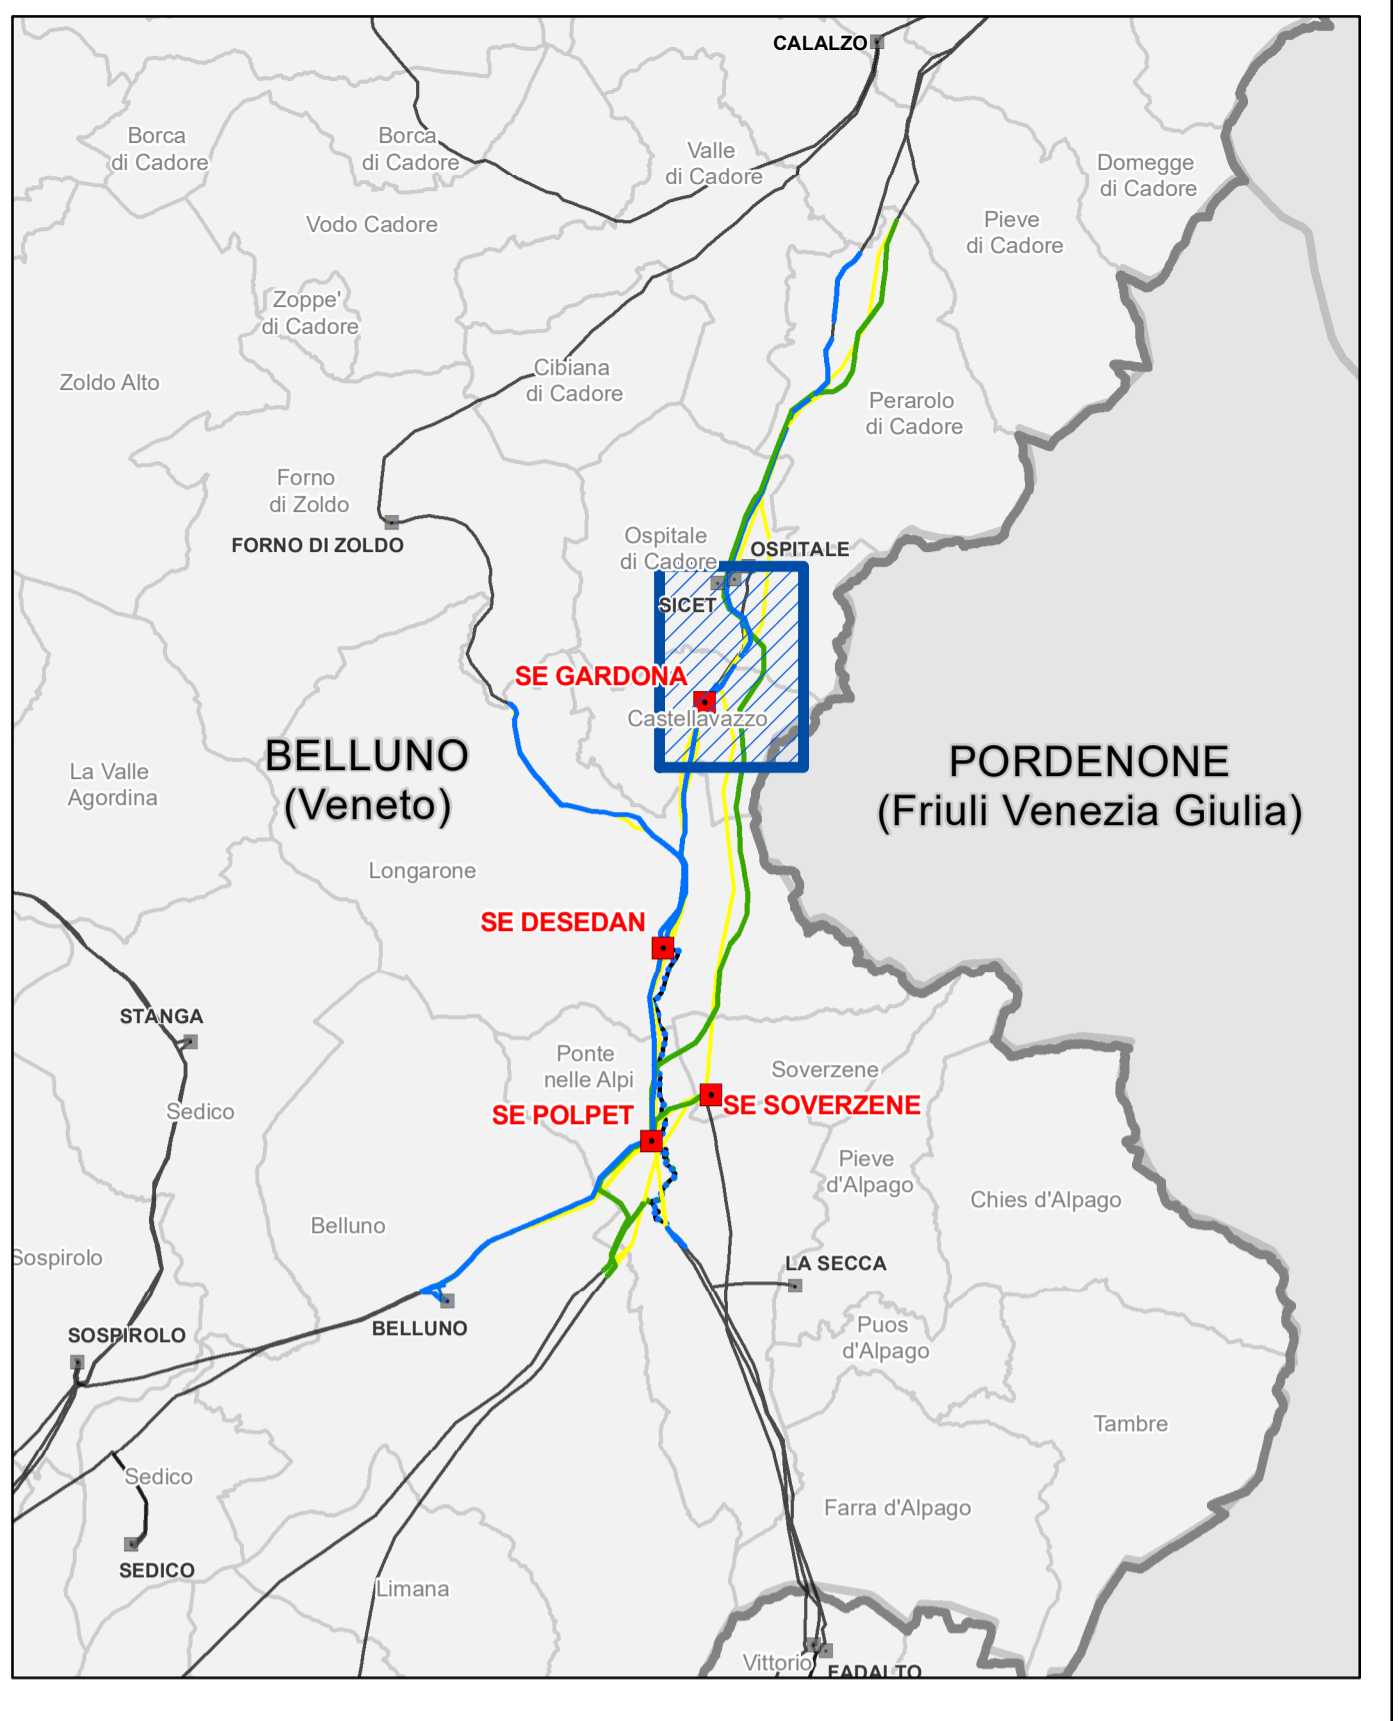 CALALZO
Borca
di Cadore
Borca
di Cadore
Valle
di Cadore
Domegge
di Cadore
Vodo Cadore
Pieve
di Cadore
Zoppe'
di Cadore
Zoldo Alto
Cibiana
di Cadore
Perarolo
di Cadore
Forno
di Zoldo
FORNO DI ZOLDO
Ospitale
di Cadore
OSPITALE
SICET
SE GARDONA
Castellavazzo
BELLUNO
(Veneto)
PORDENONE
(Friuli Venezia Giulia)
La Valle
Agordina
Longarone
SE DESEDAN
STANGA
Ponte
nelle Alpi
Soverzene
Sedico
SE POLPET
SE SOVERZENE
Pieve
d'Alpago
Chies d'Alpago
Belluno
Sospirolo
LA SECCA
BELLUNO
SOSPIROLO
Puos
d'Alpago
Tambre
Sedico
Farra d'Alpago
SEDICO
Limana
Vittorio
FADALTO